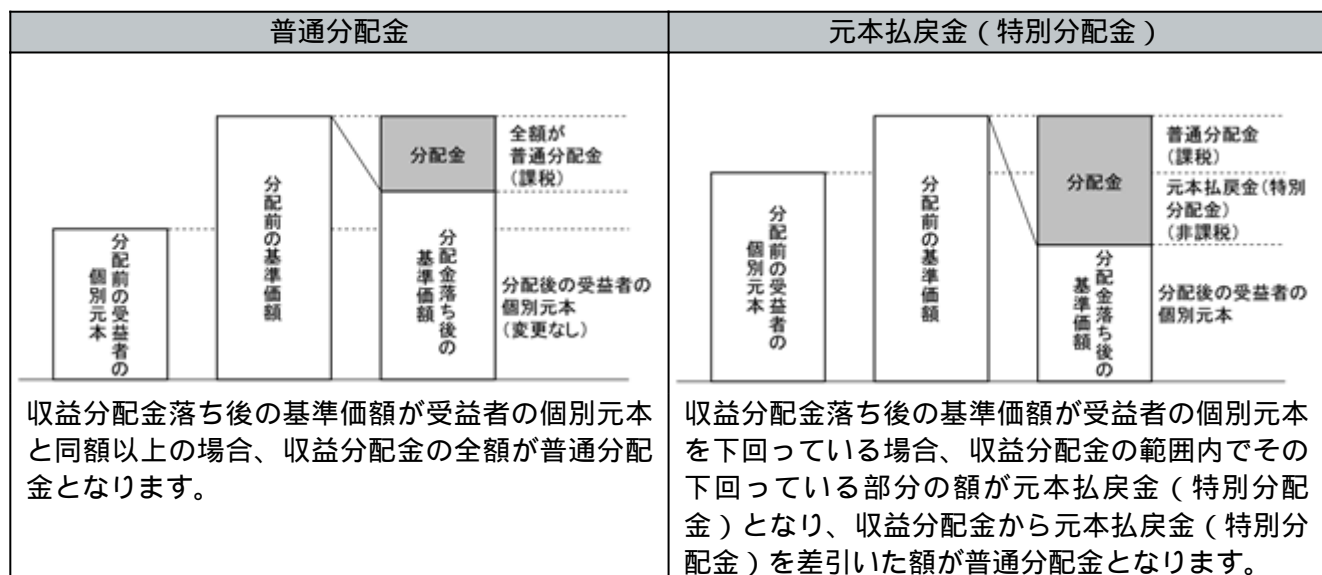 普通分配金
分配前の受益者の
個別元本
分配前の基準価額
分配金
分配金落ち後の
基準価額
全額が
普通分配金
(課税)
分配後の受益者の
個別元本
(変更なし)
収益分配金落ち後の基準価額が受益者の個別元本
と同額以上の場合、収益分配金の全額が普通分配
金となります。
元本払戻金(特別分配金)
分配前の受益者の
個別元本
分配前の基準価額
分配金
分配金落ち後の
基準価額
普通分配金
(課税)
元本払戻金(特別
分配金)
(非課税)
分配後の受益者の
個別元本
収益分配金落ち後の基準価額が受益者の個別元本
を下回っている場合、収益分配金の範囲内でその
下回っている部分の額が元本払戻金(特別分配
金)となり、収益分配金から元本払戻金(特別分
配金)を差引いた額が普通分配金となります。